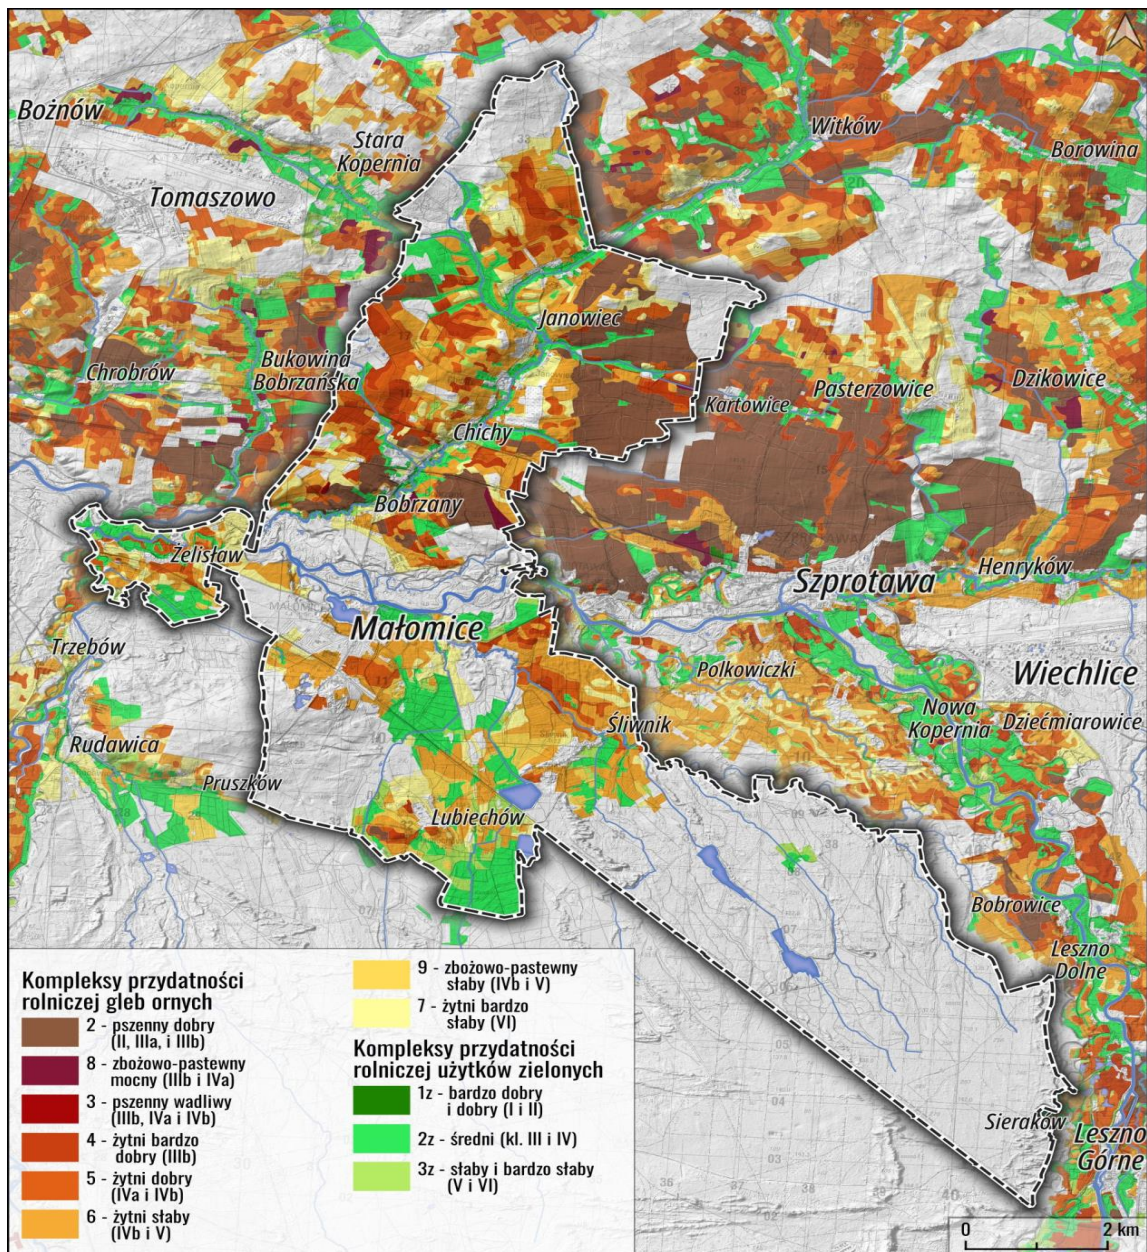 Bożnów
Stara
Kopernia
Witków
Borowina
Tomaszowo
Janowiec
Bukowina
Bobrzańska
Chrobrów
Pasterzowice
Dzikowice
Kartowice
Chichy
Bobrzany
Żelisław
Szprotawa
Henryków
Małomice
Trzebów
Polkowiczki
Wiechlice
Nowa
Kopernia
Dziećmiarowice
Śliwnik
Rudawica
Pruszków
Lubiechów
Bobrowice
Leszno
Dolne
Sieraków
Leszno
Górne
Kompleksy przydatności
rolniczej gleb ornych
2 - pszenny dobry
(II, IIIa, i IIIb)
8 - zbożowo-pastewny
mocny (IIIb i IVa)
3 - pszenny wadliwy
(IIIb, IVa i IVb)
4 - żytni bardzo
dobry (IIIb)
5 - żytni dobry
(IVa i IVb)
6 - żytni słaby
(IVb i V)
9 - zbożowo-pastewny
słaby (IVb i V)
7 - żytni bardzo
słaby (VI)
Kompleksy przydatności
rolniczej użytków zielonych
1z - bardzo dobry
i dobry (I i II)
2z - średni (kl. III i IV)
3z - słaby i bardzo słaby
(V i VI)
0 2 km